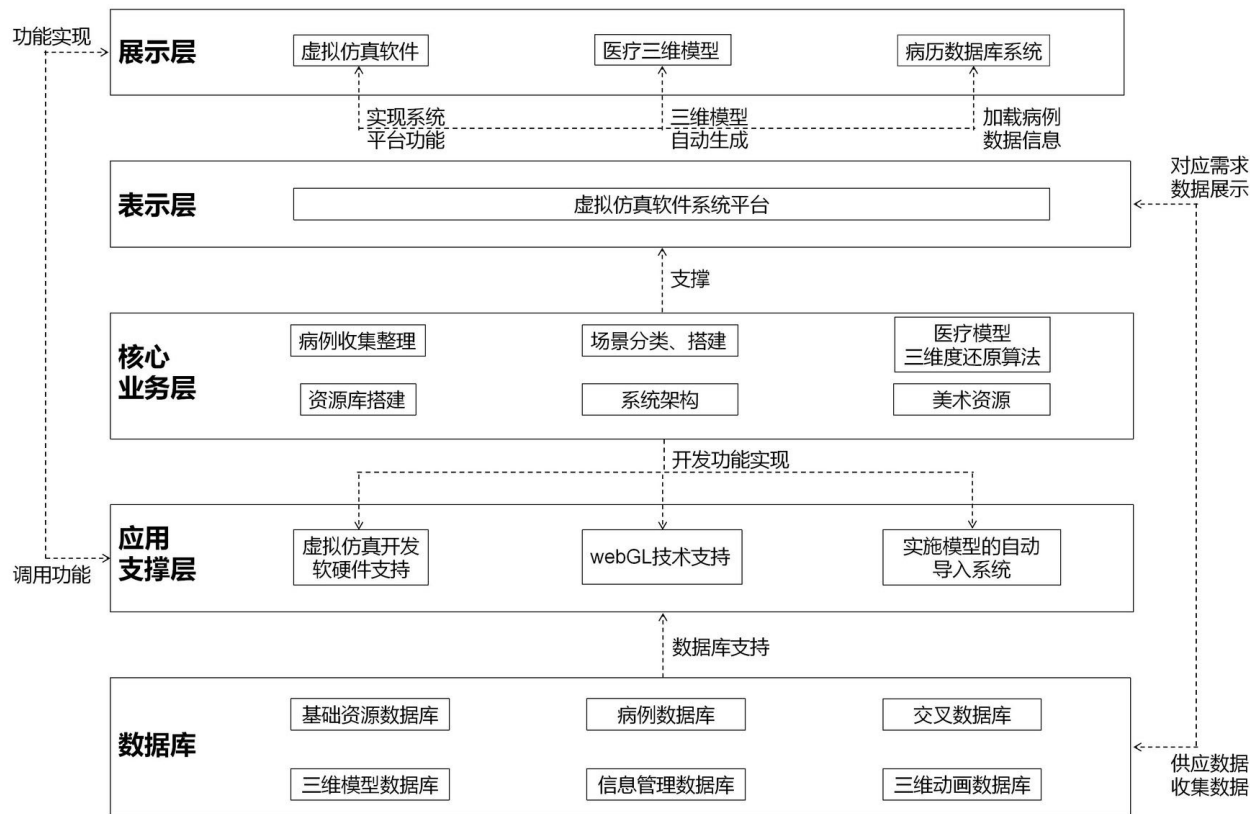 功能实现
展示层
虚拟仿真软件
医疗三维模型
病历数据库系统
实现系统
平台功能
三维模型
自动生成
加载病例
数据信息
对应需求
数据展示
表示层
虚拟仿真软件系统平台
支撑
核心
业务层
病例收集整理
场景分类、搭建
医疗模型
三维度还原算法
资源库搭建
系统架构
美术资源
开发功能实现
应用
支撑层
虚拟仿真开发
软硬件支持
webGL技术支持
实施模型的自动
导入系统
调用功能
数据库支持
数据库
基础资源数据库
病例数据库
交叉数据库
三维模型数据库
信息管理数据库
三维动画数据库
供应数据
收集数据